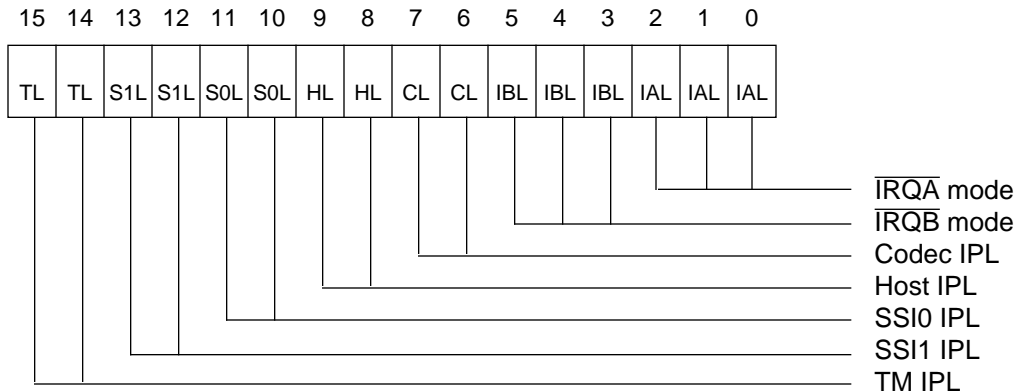 15 14 13 12 11 10 9 8 7 6 5 4 3 2 1 0
TL TL S1L S1L S0L S0L HL HL CL CL IBL IBL IBL IAL IAL IAL
IRQA mode
IRQB mode
Codec IPL
Host IPL
SSI0 IPL
SSI1 IPL
TM IPL